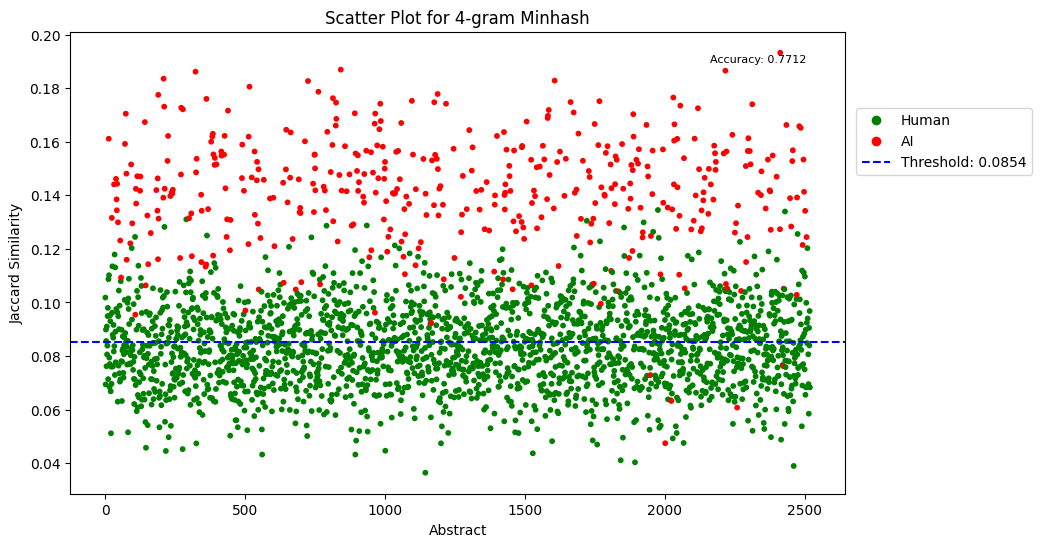 Scatter Plot for 4-gram Minhash
Accuracy: 0.7712
Jaccard Similarity
0.20
0.18
0.16
0.14
0.12
0.10
0.08
0.06
0.04
0
500
1000
1500
2000
2500
Abstract
Human
AI
Threshold: 0.0854